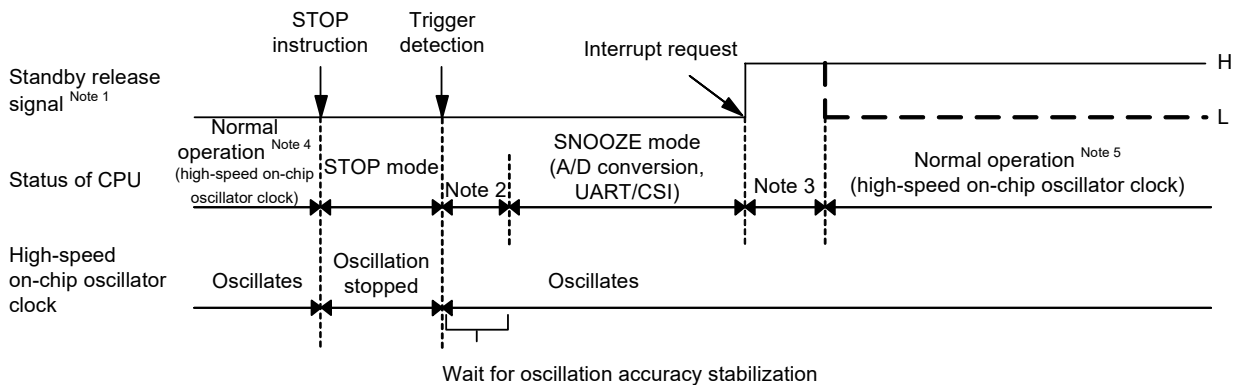 STOP
instruction
Trigger
detection
Interrupt request
Standby release
signal Note 1
H
L
Status of CPU
Normal
operation Note 4
(high-speed on-chip
oscillator clock)
STOP mode
Note 2
SNOOZE mode
(A/D conversion,
UART/CSI)
Note 3
Normal operation Note 5
(high-speed on-chip oscillator clock)
High-speed
on-chip oscillator
clock
Oscillates
Oscillation
stopped
Oscillates
Wait for oscillation accuracy stabilization